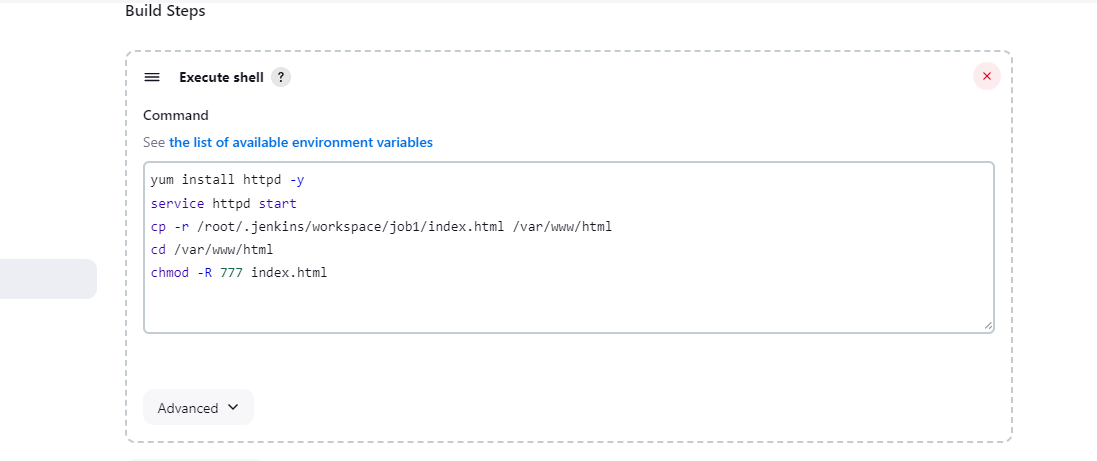 Build Steps
Execute shell ?
Command
See the list of available environment variables
yum install httpd -y
service httpd start
cp -r /root/.jenkins/workspace/job1/index.html /var/www/html
cd /var/www/html
chmod -R 777 index.html
Advanced